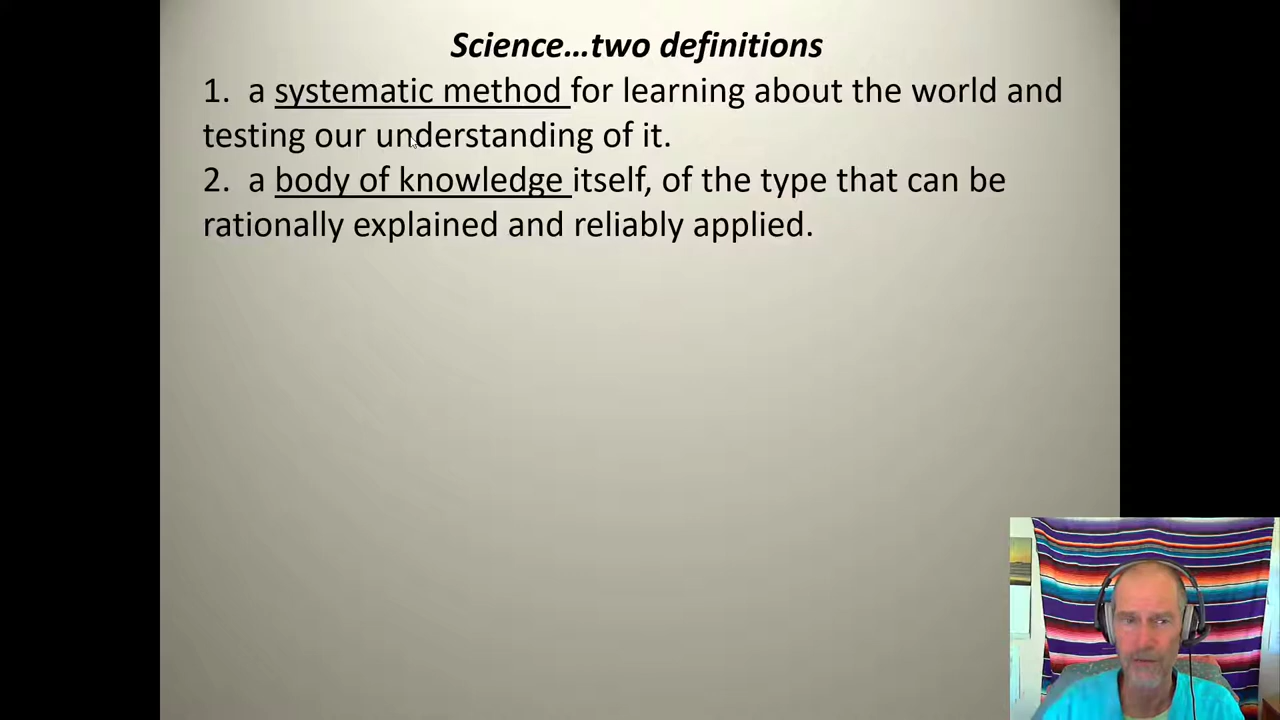 Science…two definitions
1. a systematic method for learning about the world and
testing our understanding of it.
2. a body of knowledge itself, of the type that can be
rationally explained and reliably applied.